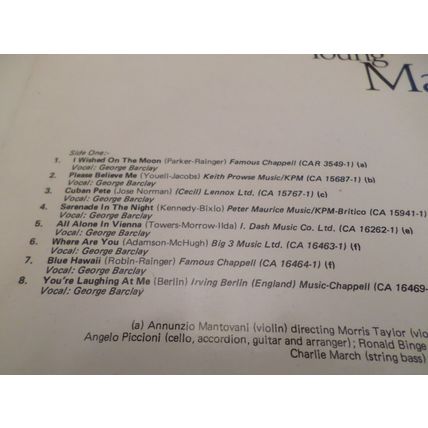 Young
Ma
Side One:-
1. I Wished On The Moon (Parker-Rainger) Famous Chappell (CAR 3549-1) (a)
Vocal: George Barclay
2. Please Believe Me (Youell-Jacobs) Keith Prowse Music/KPM (CA 15687-1) (b)
Vocal: George Barclay
3. Cuban Pete (Jose Norman) (Cecil) Lennox Ltd. (CA 15767-1) (c)
Vocal: George Barclay
4. Serenade In The Night (Kennedy-Bixio) Peter Maurice Music/KPM-Britico (CA 15941-1)
Vocal: George Barclay
5. All Alone In Vienna (Towers-Morrow-Ilda) I. Dash Music Co. Ltd. (CA 16262-1) (e)
Vocal: George Barclay
6. Where Are You (Adamson-McHugh) Big 3 Music Ltd. (CA 16463-1) (f)
Vocal: George Barclay
7. Blue Hawaii (Robin-Rainger) Famous Chappell (CA 16464-1) (f)
Vocal: George Barclay
8. You're Laughing At Me (Berlin) Irving Berlin (England) Music-Chappell (CA 16469-
Vocal: George Barclay
(a) Annunzio Mantovani (violin) directing Morris Taylor (vio
Angelo Piccioni (cello, accordion, guitar and arranger); Ronald Binge
Charlie March (string bass)